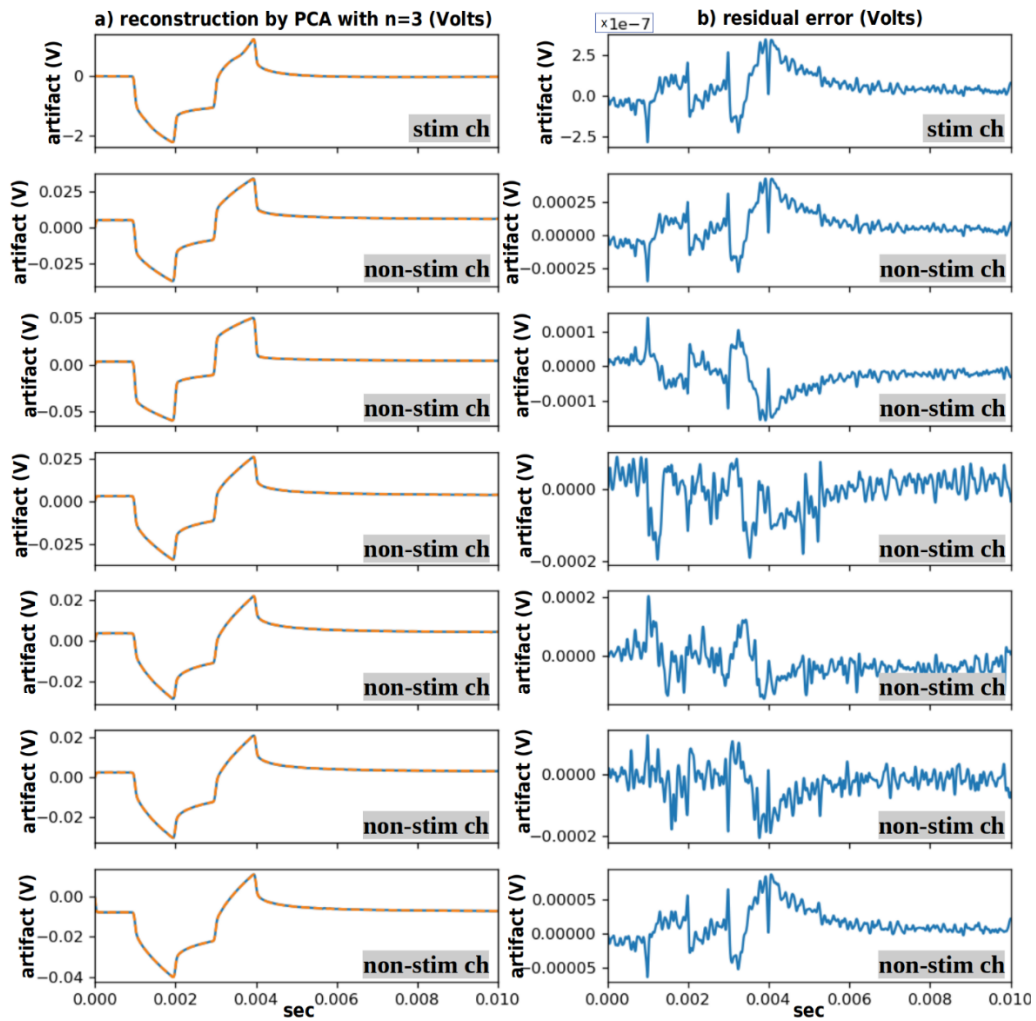 a) reconstruction by PCA with n=3 (Volts)
b) residual error (Volts)
×1e−7
artifact (V)
0
−2
stim ch
artifact (V)
2.5
0.0
−2.5
stim ch
artifact (V)
0.025
0.000
−0.025
non-stim ch
artifact (V)
0.00025
0.00000
−0.00025
non-stim ch
artifact (V)
0.05
0.00
−0.05
non-stim ch
artifact (V)
0.0001
0.0000
−0.0001
non-stim ch
artifact (V)
0.025
0.000
−0.025
non-stim ch
artifact (V)
0.0000
−0.0002
non-stim ch
artifact (V)
0.02
0.00
−0.02
non-stim ch
artifact (V)
0.0002
0.0000
non-stim ch
artifact (V)
0.02
0.00
−0.02
non-stim ch
artifact (V)
0.0000
−0.0002
non-stim ch
artifact (V)
0.00
−0.02
−0.04
non-stim ch
artifact (V)
0.00005
0.00000
−0.00005
non-stim ch
0.000 0.002 0.004 0.006 0.008 0.010
sec
0.000 0.002 0.004 0.006 0.008 0.010
sec